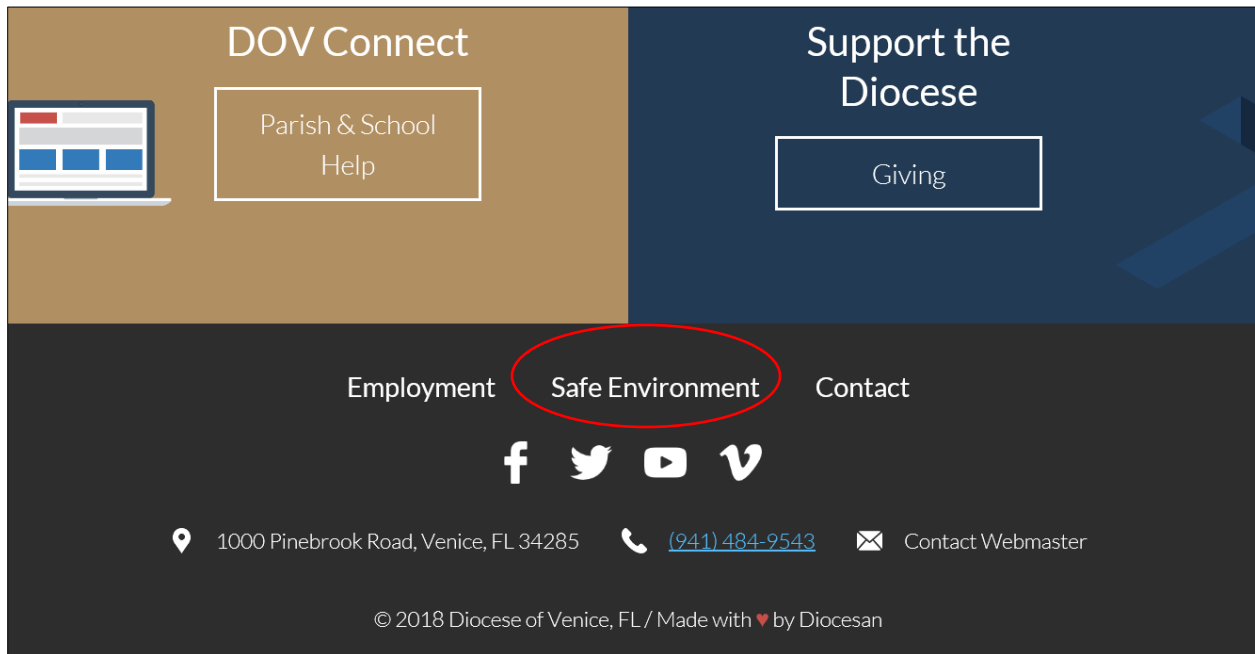 DOV Connect
Parish & School
Help
Support the
Diocese
Giving
Employment Safe Environment Contact
1000 Pinebrook Road, Venice, FL 34285 (941) 484-9543 Contact Webmaster
© 2018 Diocese of Venice, FL / Made with ♥ by Diocesan